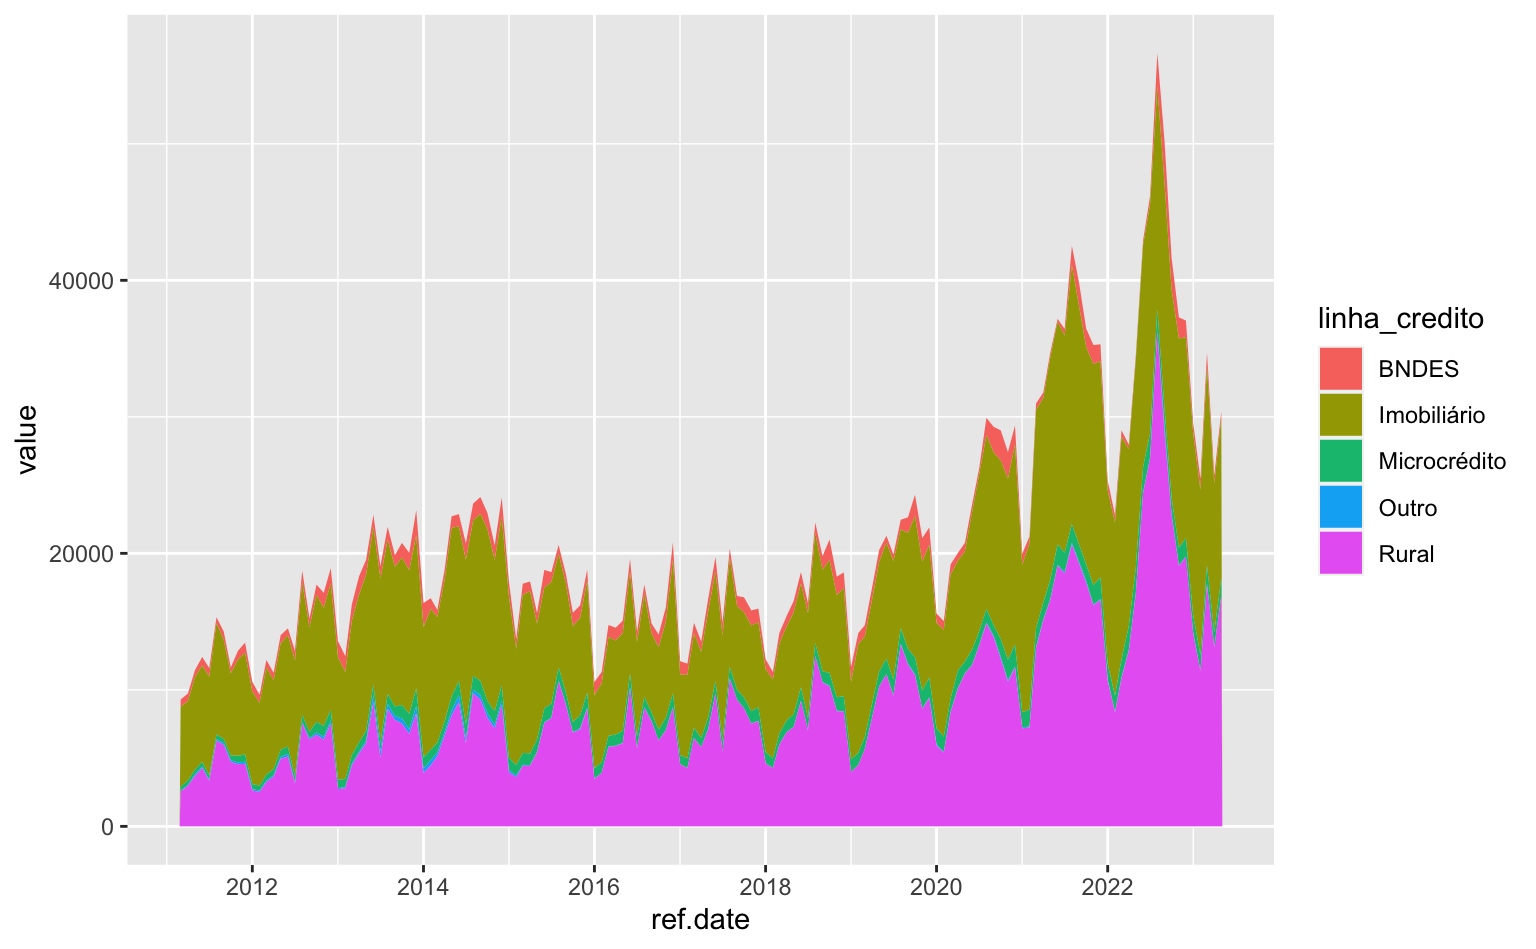 value
40000
20000
0
2012 2014 2016 2018 2020 2022
ref.date
linha_credito
BNDES
Imobiliário
Microcrédito
Outro
Rural